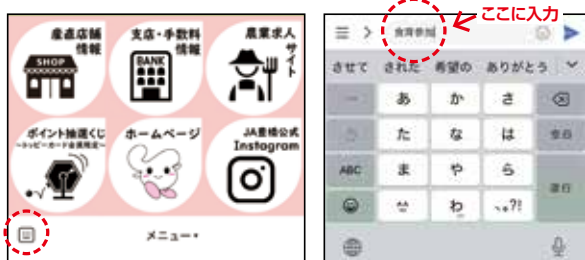 産直店舗
情報
SHOP
支店・手数料
情報
BANK
農業求人
サイト
ポイント抽選くじ
ホームページ
JA豊橋公式
Instagram
メニュー
ここに入力
食育参加
させて
された
希望の
ありがとう
あ
か
さ
た
な
は
ABC
ま
や
ら
^^
わ
、。?!